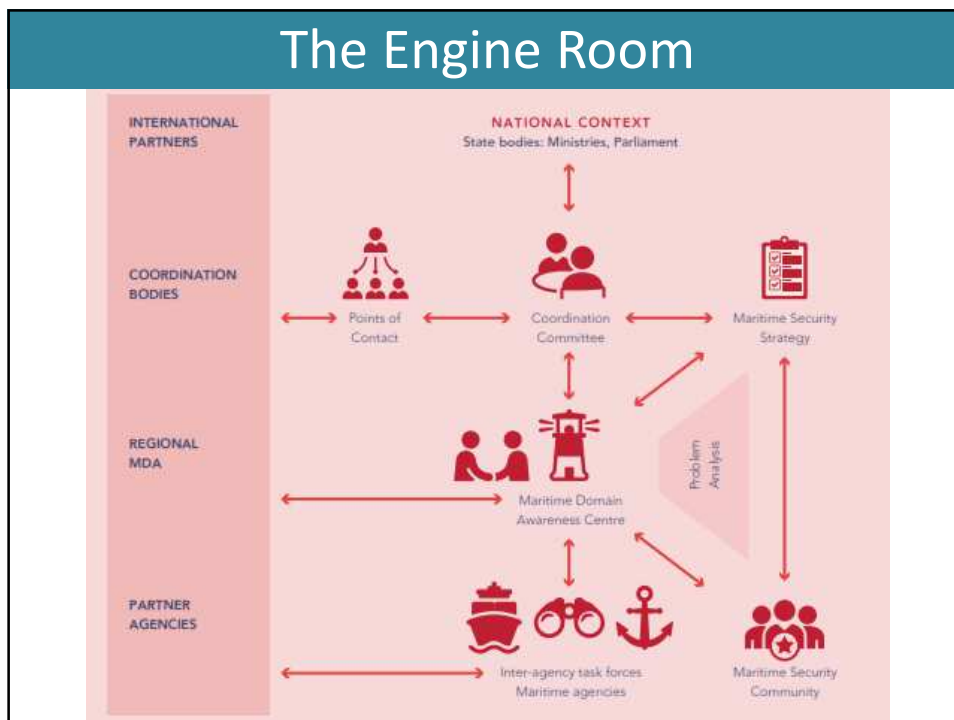 The Engine Room
INTERNATIONAL
PARTNERS
NATIONAL CONTEXT
State bodies: Ministries, Parliament
COORDINATION
BODIES
Points of
Contact
Coordination
Committee
Maritime Security
Strategy
REGIONAL
MDA
Problem
Analysis
Maritime Domain
Awareness Centre
PARTNER
AGENCIES
Inter-agency task forces
Maritime agencies
Maritime Security
Community